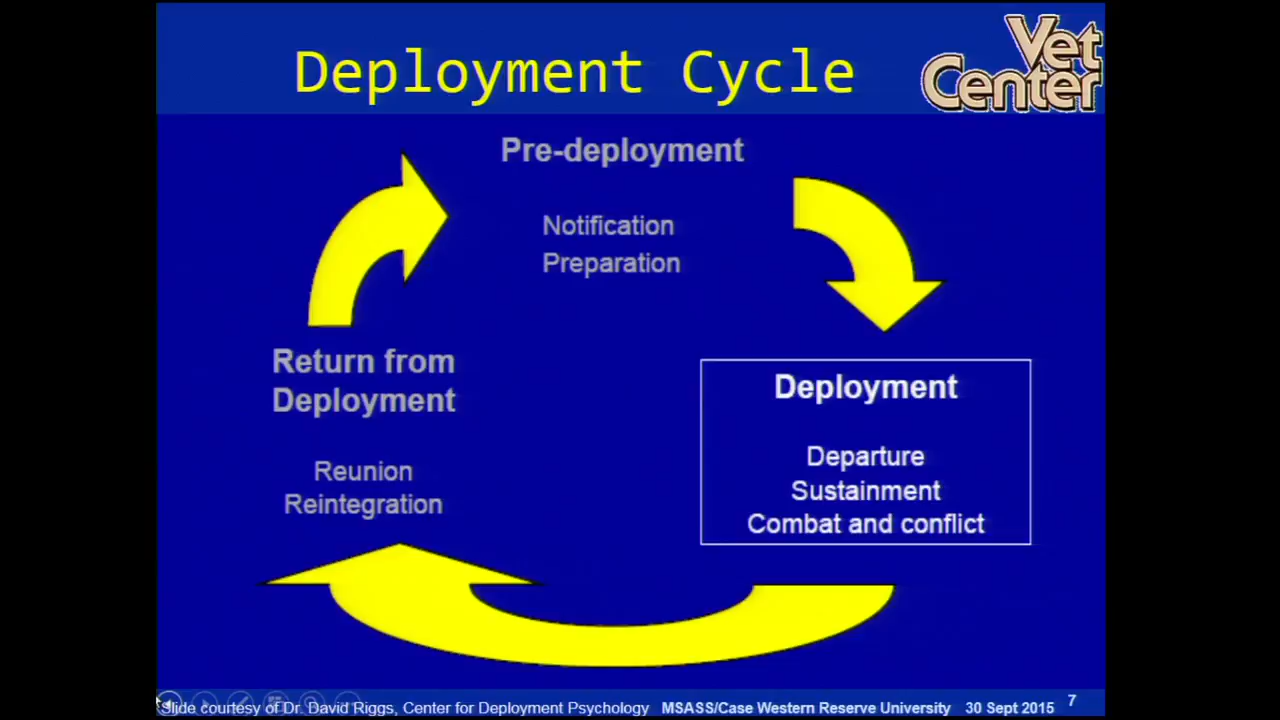 Deployment Cycle
Vet
Center
Pre-deployment
Notification
Preparation
Return from
Deployment
Reunion
Reintegration
Deployment
Departure
Sustainment
Combat and conflict
Slide courtesy of Dr. David Riggs, Center for Deployment Psychology MSASS/Case Western Reserve University 30 Sept 2015 7